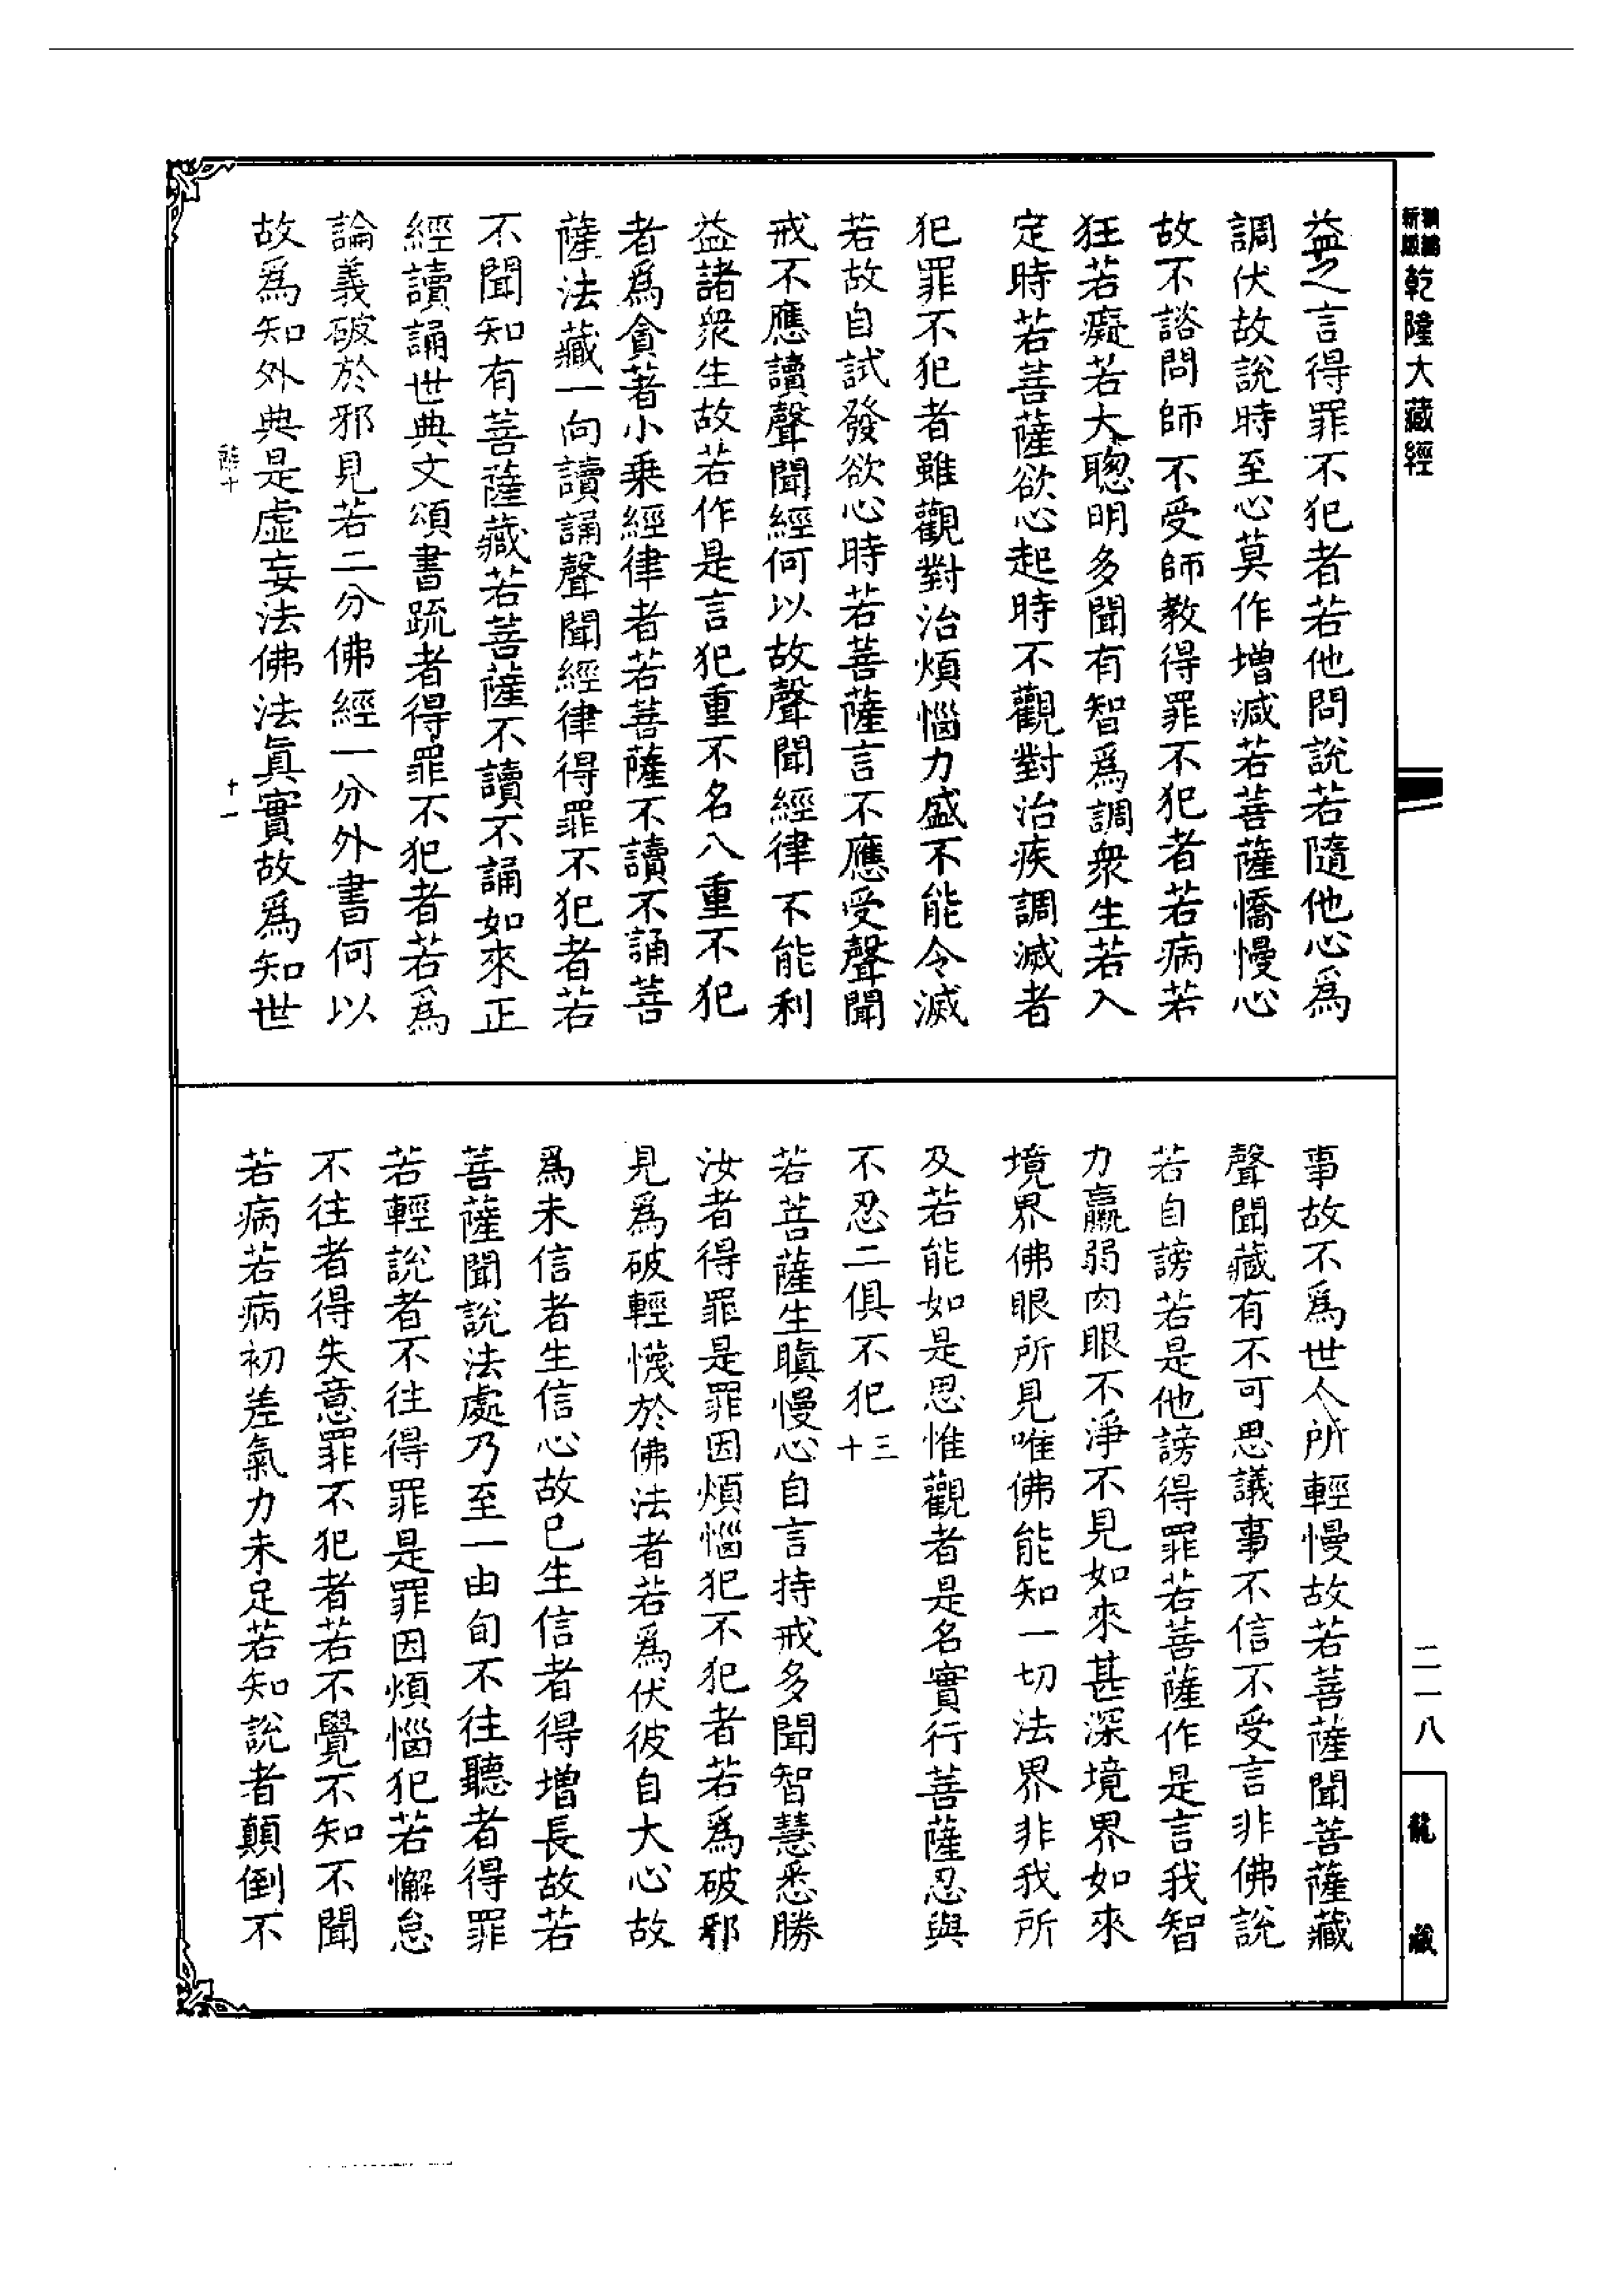 乾隆大藏經
益之言得罪不犯者若他問說若隨他心爲
調伏故說時至心莫作增減若菩薩憍慢心
故不諮問師不受師教得罪不犯者若病若
狂若癡若大聰明多聞有智爲調眾生若入
定時若菩薩欲心起時不觀對治疾調滅者
犯罪不犯者雖觀對治煩惱力盛不能令滅
若故自試發欲心時若菩薩言不應受聲聞
戒不應讀聲聞經何以故聲聞經律不能利
益諸眾生故若作是言犯重不名八重不犯
者爲貪著小乘經律者若菩薩不讀不誦菩
薩法藏一向讀誦聲聞經律得罪不犯者若
不聞知有菩薩藏若菩薩不讀不誦如來正
經讀誦世典文頌書疏者得罪不犯者若爲
論義破於邪見若二分佛經一分外書何以
故爲知外典是虛妄法佛法眞實故爲知世
十一
事故不爲世人所輕慢故若菩薩聞菩薩藏
聲聞藏有不可思議事不信不受言非佛說
若自謗若是他謗得罪若菩薩作是言我智
力羸弱肉眼不淨不見如來甚深境界如來
境界佛眼所見唯佛能知一切法界非我所
及若能如是思惟觀者是名實行菩薩忍與
不忍二俱不犯三十
若菩薩生瞋慢心自言持戒多聞智慧悉勝
汝者得罪是罪因煩惱犯不犯者若爲破邪
見爲破輕懱於佛法者若爲伏彼自大心故
爲未信者生信心故已生信者得增長故若
菩薩聞說法處乃至一由旬不往聽者得罪
若輕說者不往得罪是罪因煩惱犯若懈怠
不往者得失意罪不犯者若不覺不知不聞
若病若病初差氣力未足若知說者顛倒不
二一八
龍藏